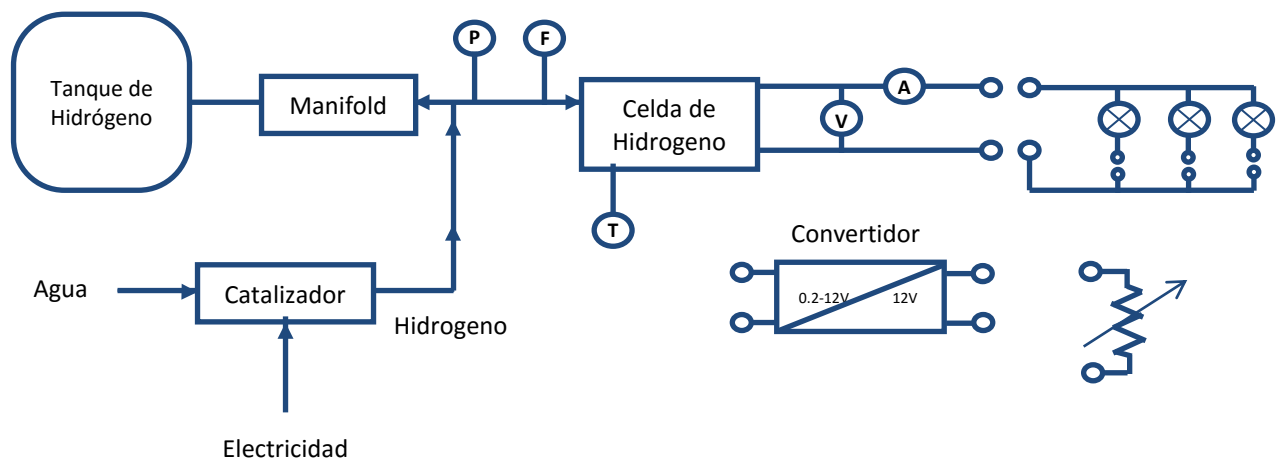 P
F
Tanque de
Hidrógeno
Manifold
Celda de
Hidrogeno
A
V
T
Convertidor
0.2-12V
12V
Agua
Catalizador
Hidrogeno
Electricidad